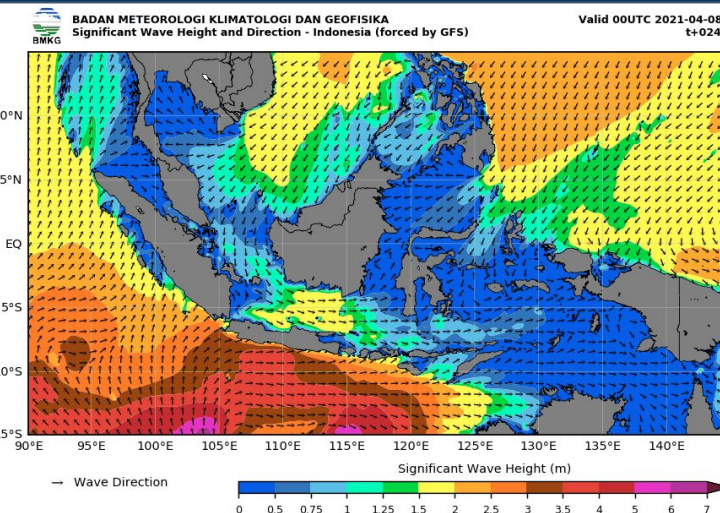 BADAN METEOROLOGI KLIMATOLOGI DAN GEOFISIKA
Significant Wave Height and Direction - Indonesia (forced by GFS)
Valid 00UTC 2021-04-08
t+024
BMKG
0°N
5°N
EQ
5°S
0°S
5°S
90°E 95°E 100°E 105°E 110°E 115°E 120°E 125°E 130°E 135°E 140°E
Significant Wave Height (m)
→ Wave Direction
0 0.5 0.75 1 1.25 1.5 2 2.5 3 3.5 4 5 6 7